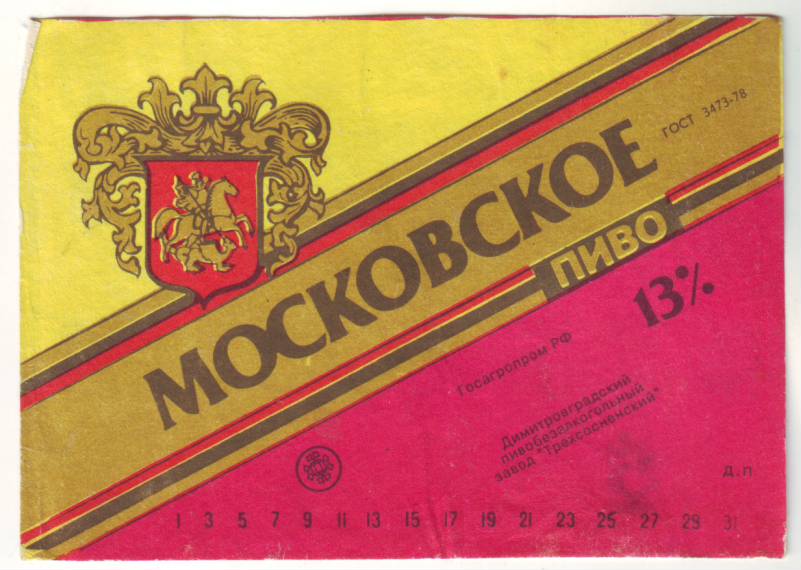 ГОСТ 3473-78
МОСКОВСКОЕ
ПИВО
13%
Госагропром РФ
Димитровградский
пивобезалкогольный
завод "Трехсосненский"
д.п.
1 3 5 7 9 11 13 15 17 19 21 23 25 27 29 31